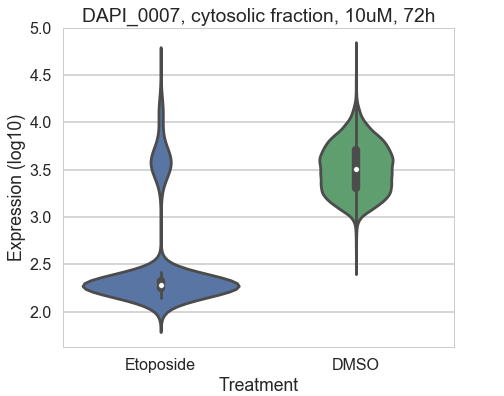 DAPI_0007, cytosolic fraction, 10uM, 72h
5.0
4.5
4.0
3.5
3.0
2.5
2.0
Expression (log10)
Etoposide
DMSO
Treatment